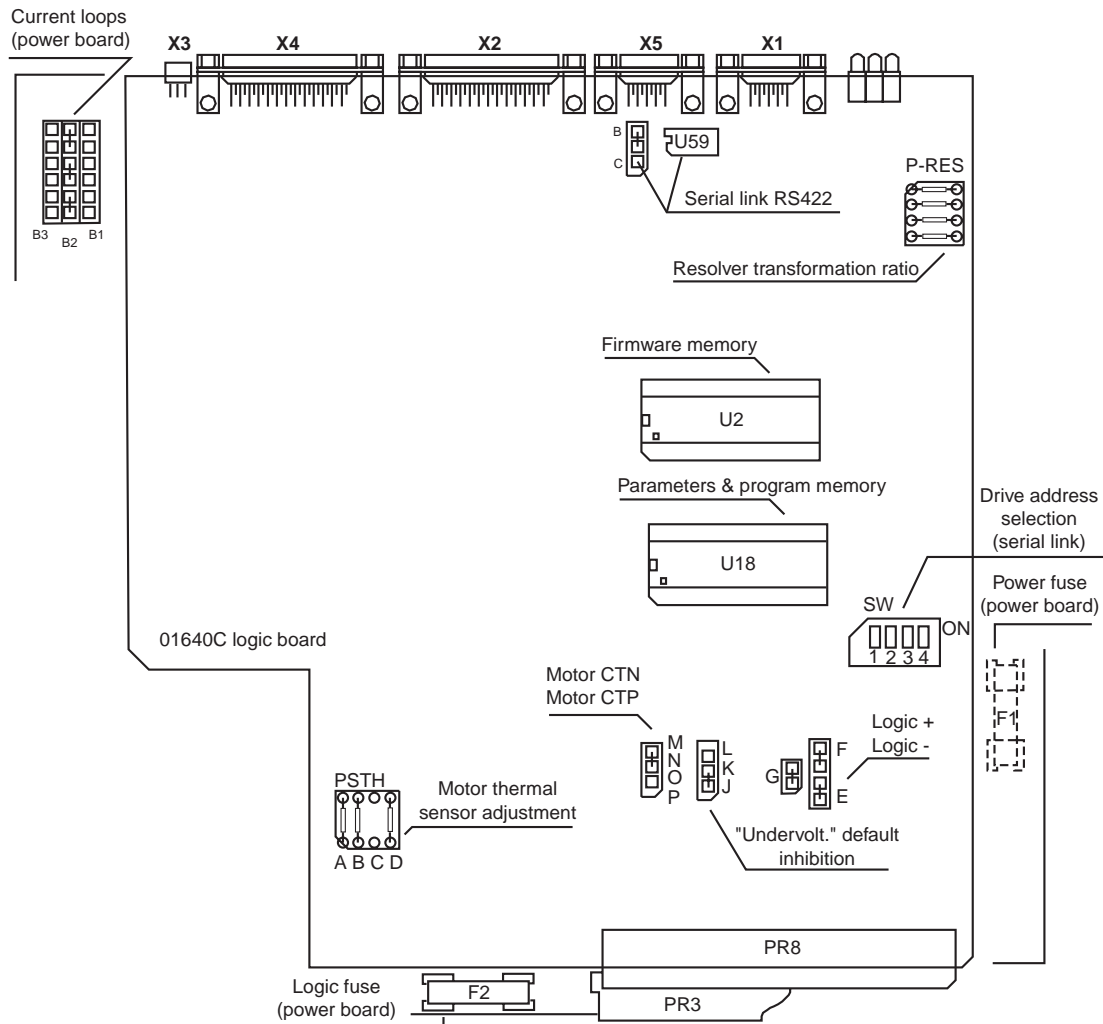 Current loops
(power board)
X3
X4
X2
X5
X1
B
C
U59
Serial link RS422
P-RES
Resolver transformation ratio
B3
B2
B1
Firmware memory
U2
Parameters & program memory
U18
Drive address
selection
(serial link)
SW
ON
1 2 3 4
Power fuse
(power board)
F1
01640C logic board
Motor CTN
Motor CTP
M
N
O
P
L
K
J
G
F
E
Logic +
Logic -
PSTH
A B C D
Motor thermal
sensor adjustment
"Undervolt." default
inhibition
PR8
Logic fuse
(power board)
F2
PR3